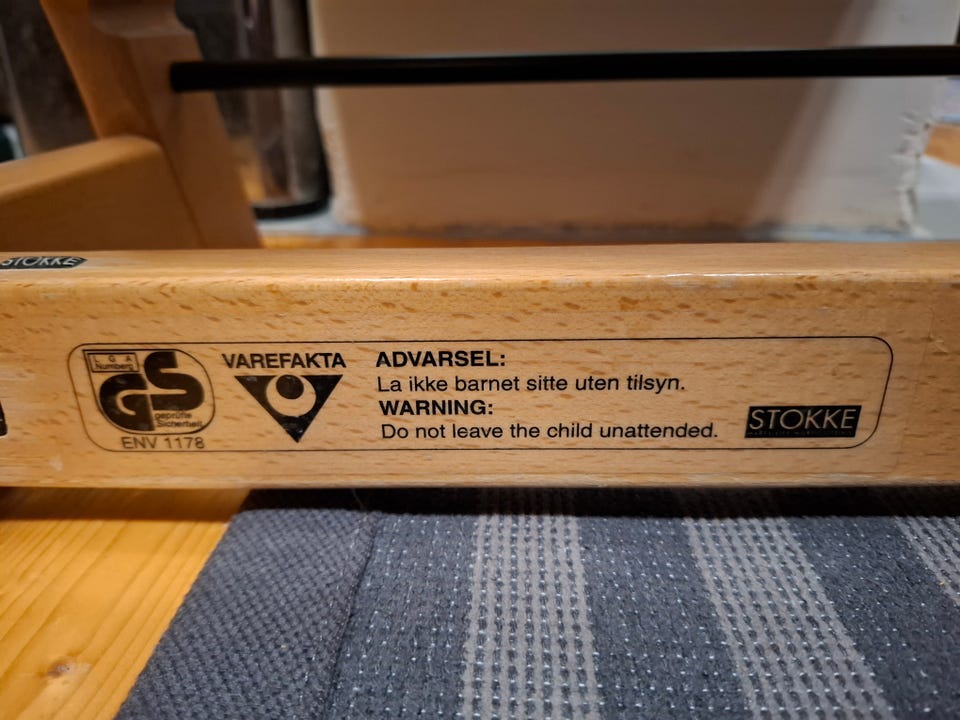 STOKKE
LGA
Nürnberg
GS
geprüfte
Sicherheit
ENV 1178
VAREFAKTA
ADVARSEL:
La ikke barnet sitte uten tilsyn.
WARNING:
Do not leave the child unattended.
STOKKE